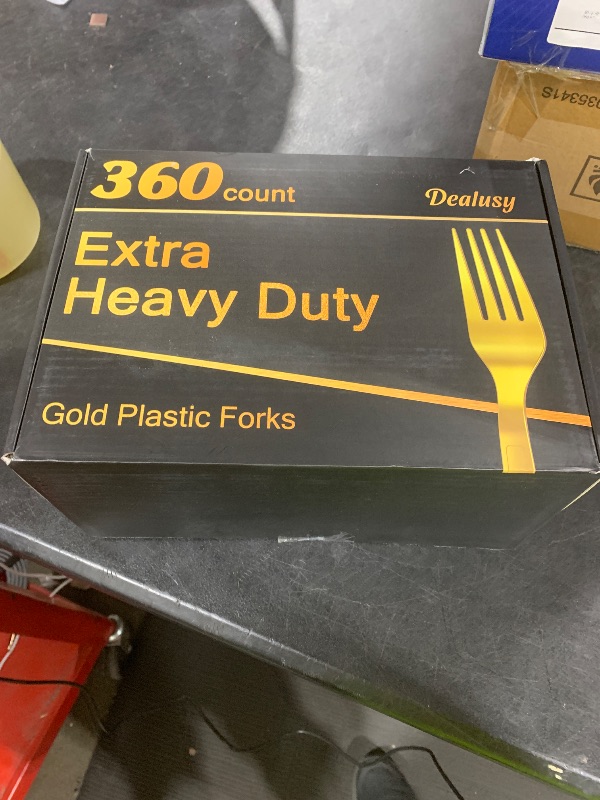 360 count
Dealusy
Extra
Heavy Duty
Gold Plastic Forks